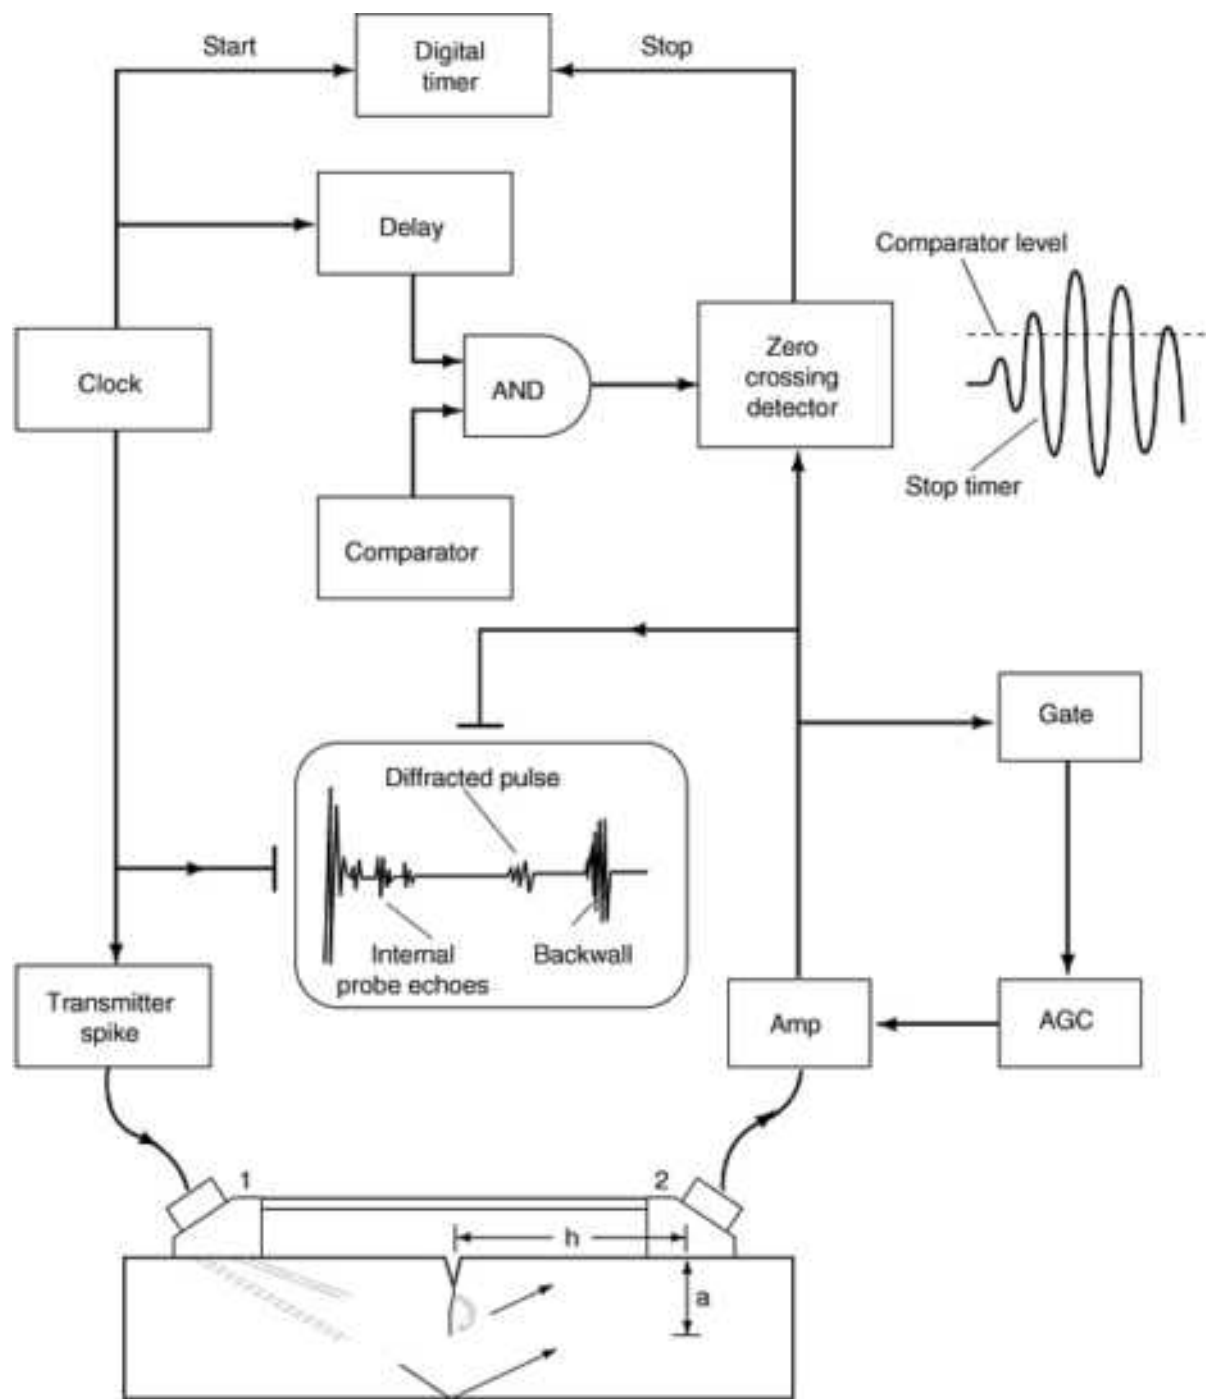 Start
Digital
timer
Stop
Delay
Comparator level
Clock
AND
Zero
crossing
detector
Stop timer
Comparator
Gate
Diffracted pulse
Internal
probe echoes
Backwall
Transmitter
spike
Amp
AGC
1
2
h
a